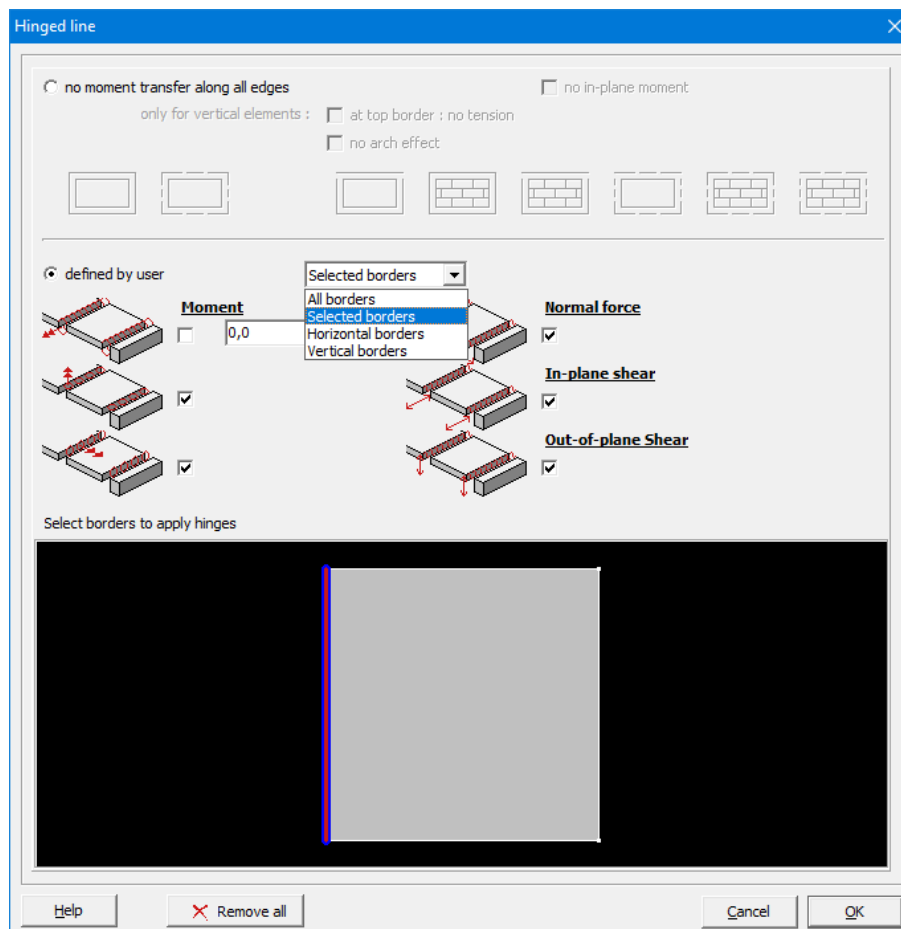 Hinged line
no moment transfer along all edges
no in-plane moment
only for vertical elements :
at top border : no tension
no arch effect
defined by user
Selected borders
All borders
Selected borders
Horizontal borders
Vertical borders
Moment
0,0
Normal force
In-plane shear
Out-of-plane Shear
Select borders to apply hinges
Help
Remove all
Cancel
OK